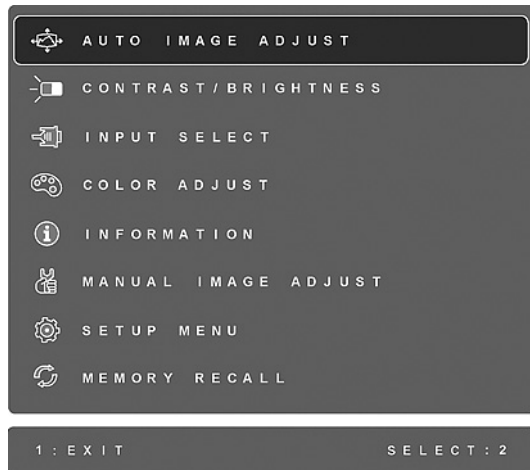 AUTO IMAGE ADJUST
CONTRAST/BRIGHTNESS
INPUT SELECT
COLOR ADJUST
INFORMATION
MANUAL IMAGE ADJUST
SETUP MENU
MEMORY RECALL
1:EXIT SELECT:2